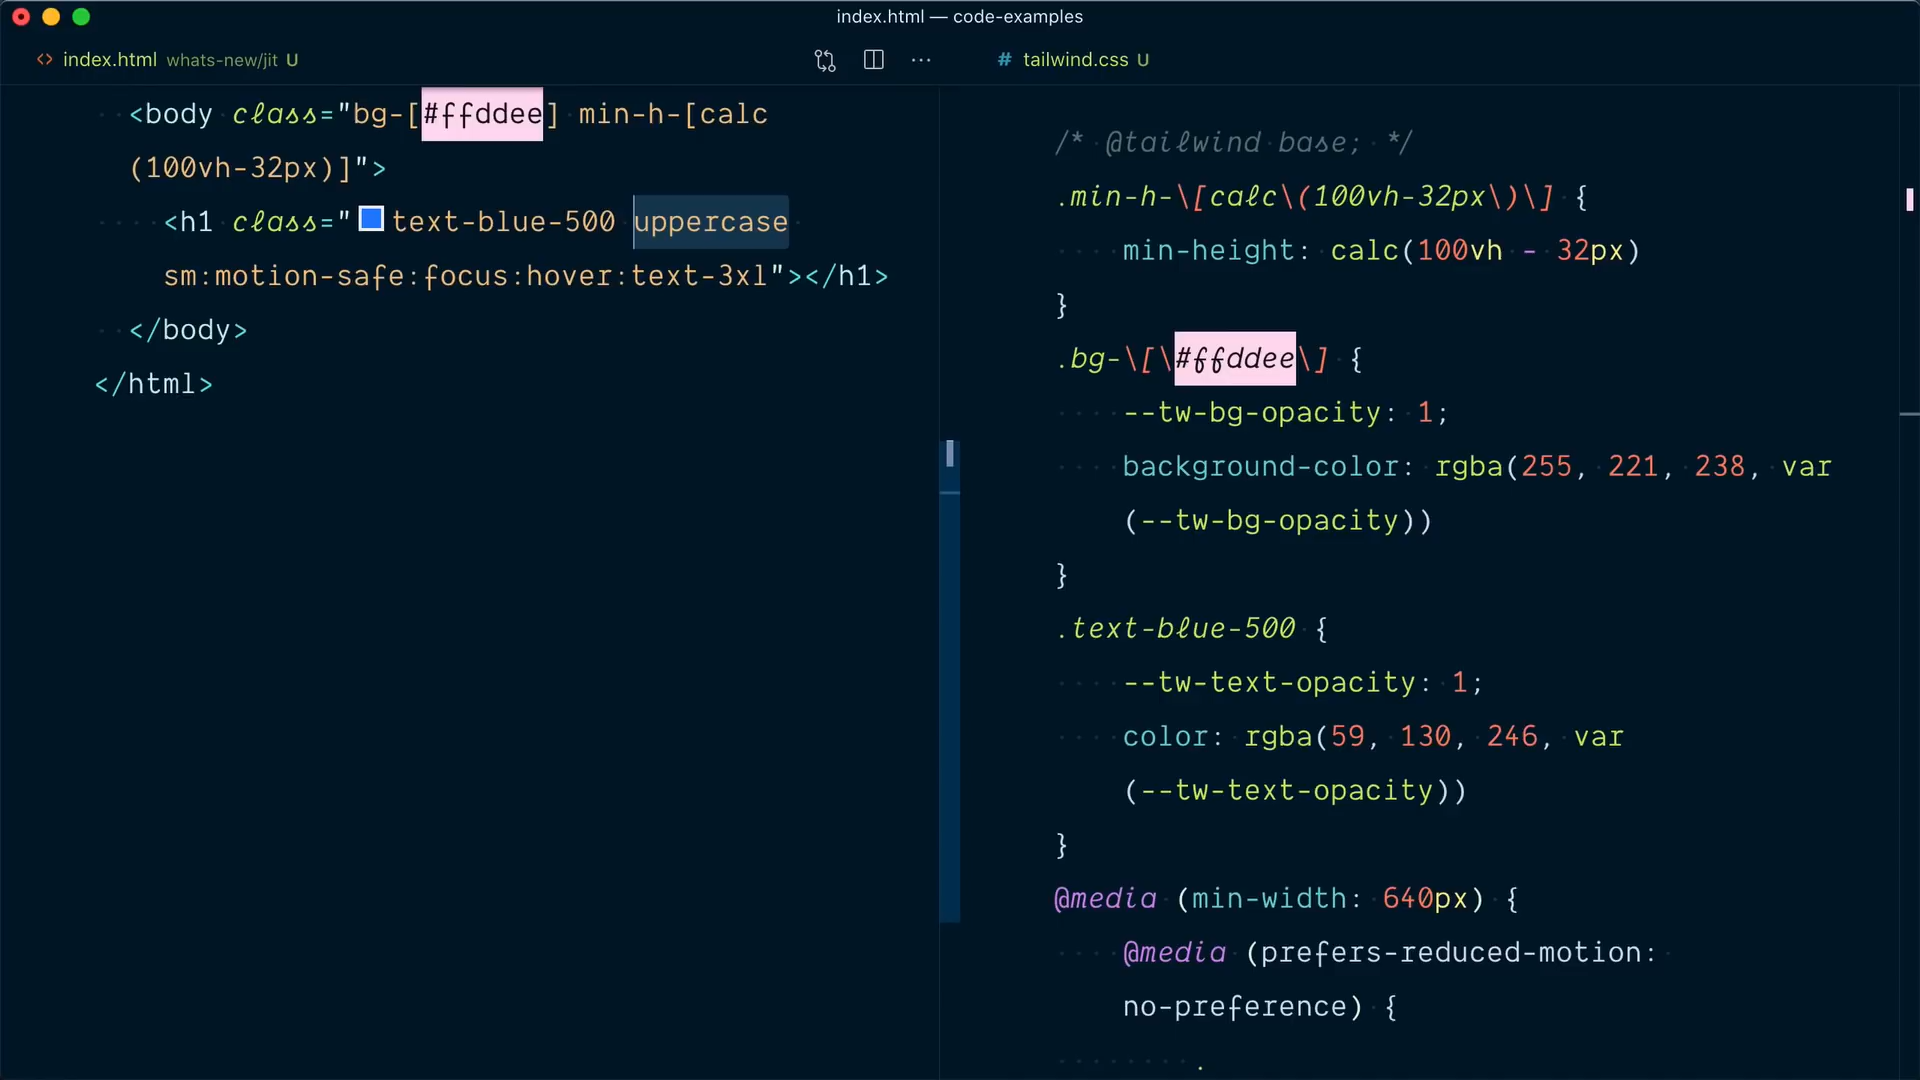 index.html — code-examples
index.html whats-new/jit U
# tailwind.css U
<body class="bg-[#ffddee] min-h-[calc
(100vh-32px)]">
<h1 class="text-blue-500 uppercase
sm:motion-safe:focus:hover:text-3xl"></h1>
</body>
</html>
/* @tailwind base; */
.min-h-\[calc\(100vh-32px\)\] {
min-height: calc(100vh - 32px)
}
.bg-\[\#ffddee\] {
--tw-bg-opacity: 1;
background-color: rgba(255, 221, 238, var
(--tw-bg-opacity))
}
.text-blue-500 {
--tw-text-opacity: 1;
color: rgba(59, 130, 246, var
(--tw-text-opacity))
}
@media (min-width: 640px) {
@media (prefers-reduced-motion:
no-preference) {
.